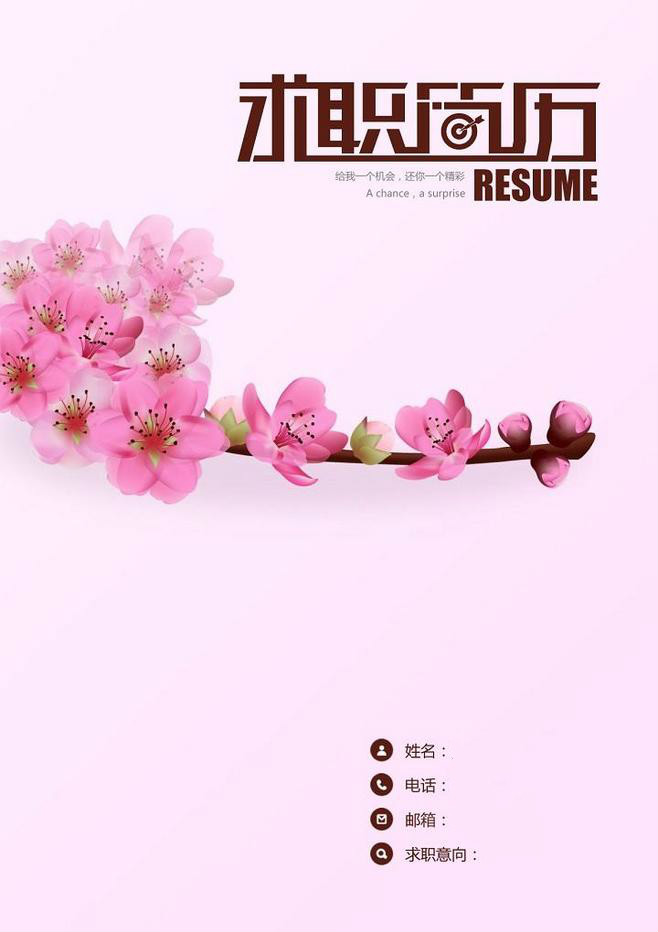 求职简历
给我一个机会，还你一个精彩
A chance , a surprise
RESUME
姓名：
电话：
邮箱：
求职意向：